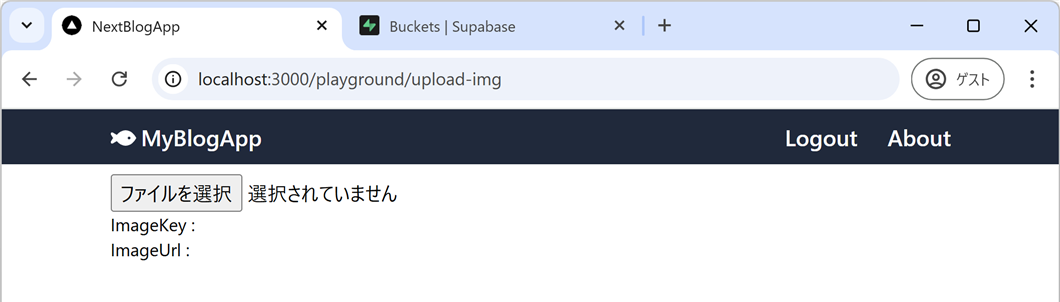 NextBlogApp
Buckets | Supabase
localhost:3000/playground/upload-img
ゲスト
MyBlogApp
Logout
About
ファイルを選択 選択されていません
ImageKey :
ImageUrl :